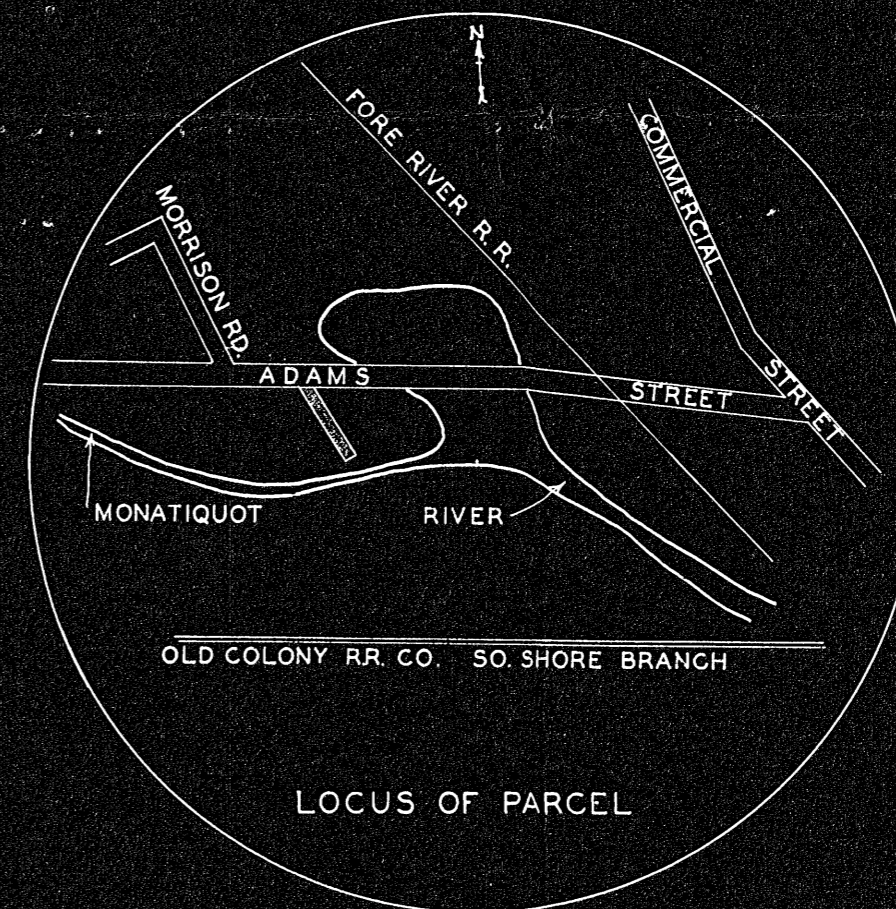 N
FORE RIVER R. R.
COMMERCIAL
STREET
MORRISON RD.
ADAMS
STREET
MONATIQUOT
RIVER
OLD COLONY R.R. CO. SO. SHORE BRANCH
LOCUS OF PARCEL